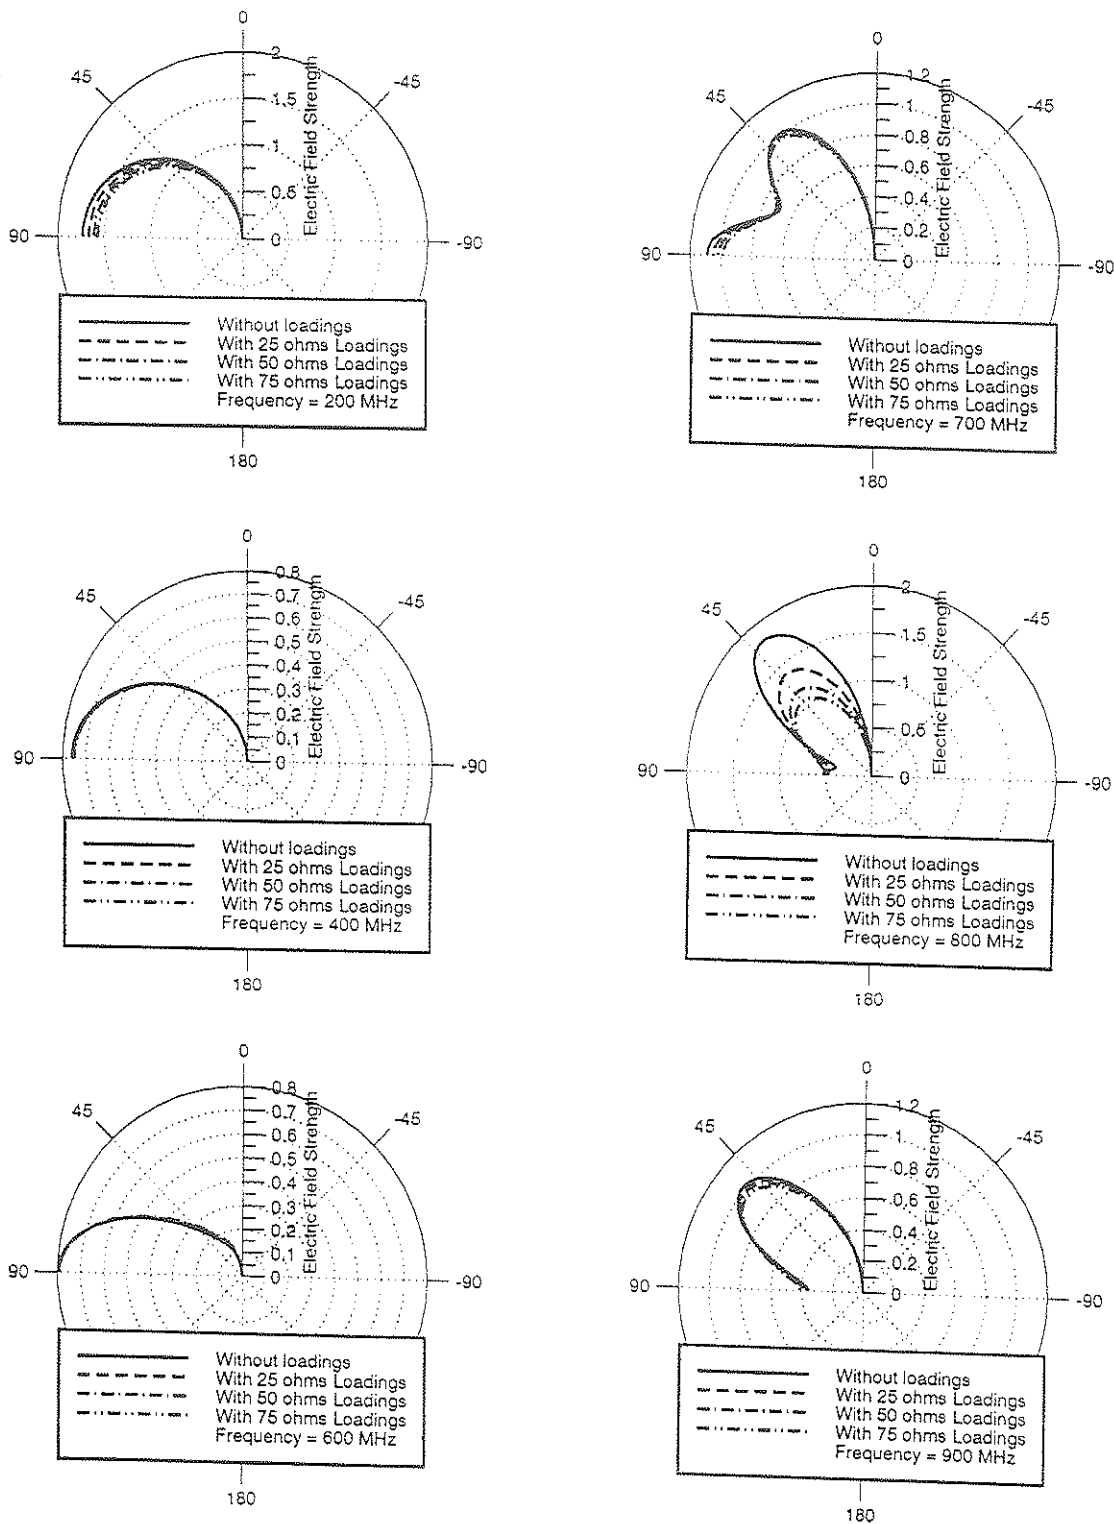 0
45
-45
90
-90
2
1.5
1
0.5
0
Electric Field Strength
Without loadings
With 25 ohms Loadings
With 50 ohms Loadings
With 75 ohms Loadings
Frequency = 200 MHz
180
0
45
-45
90
-90
1.2
1
0.8
0.6
0.4
0.2
0
Electric Field Strength
Without loadings
With 25 ohms Loadings
With 50 ohms Loadings
With 75 ohms Loadings
Frequency = 700 MHz
180
0
45
-45
90
-90
0.8
0.7
0.6
0.5
0.4
0.3
0.2
0.1
0
Electric Field Strength
Without loadings
With 25 ohms Loadings
With 50 ohms Loadings
With 75 ohms Loadings
Frequency = 400 MHz
180
0
45
-45
90
-90
2
1.5
1
0.5
0
Electric Field Strength
Without loadings
With 25 ohms Loadings
With 50 ohms Loadings
With 75 ohms Loadings
Frequency = 800 MHz
180
0
45
-45
90
-90
0.8
0.7
0.6
0.5
0.4
0.3
0.2
0.1
0
Electric Field Strength
Without loadings
With 25 ohms Loadings
With 50 ohms Loadings
With 75 ohms Loadings
Frequency = 600 MHz
180
0
45
-45
90
-90
1.2
1
0.8
0.6
0.4
0.2
0
Electric Field Strength
Without loadings
With 25 ohms Loadings
With 50 ohms Loadings
With 75 ohms Loadings
Frequency = 900 MHz
180